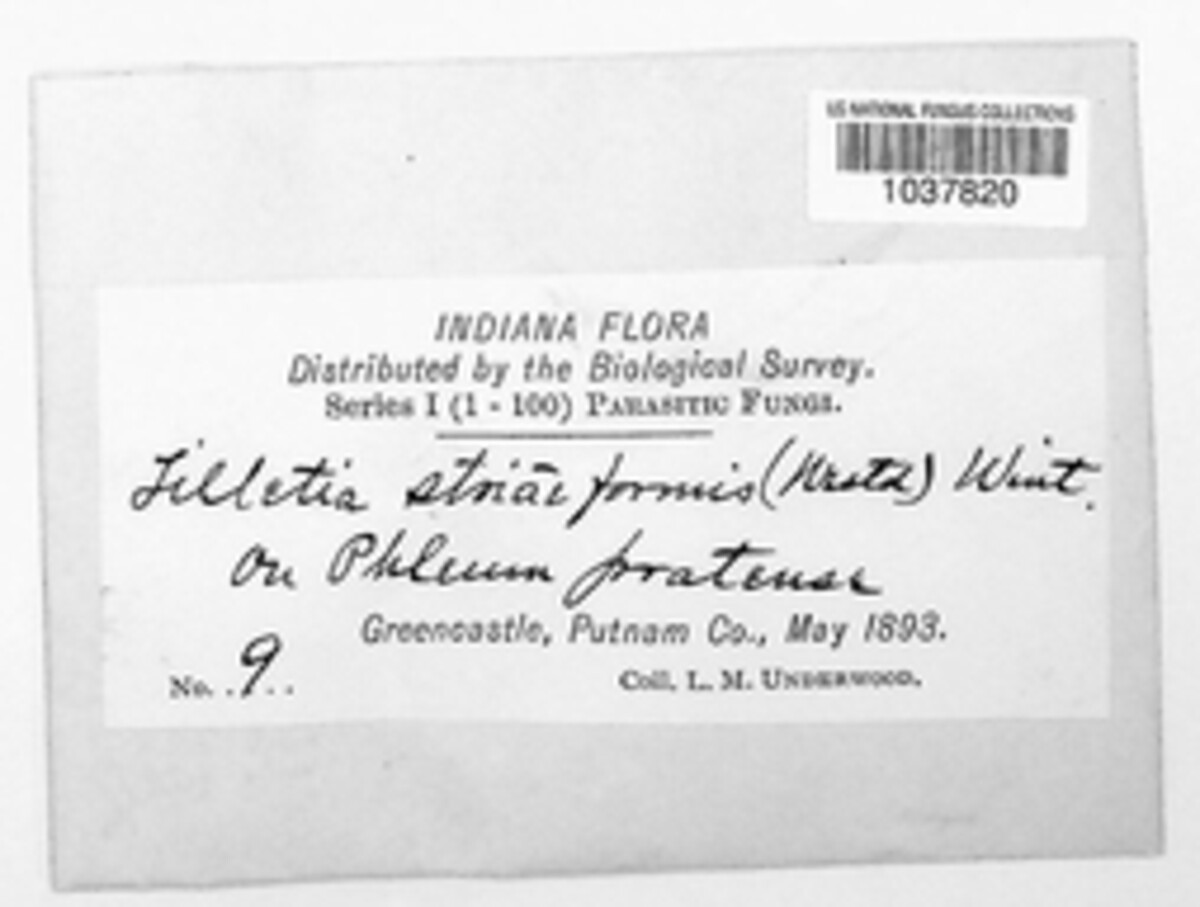 US NATIONAL FUNGUS COLLECTIONS
1037820
INDIANA FLORA
Distributed by the Biological Survey.
Series I (1 - 100) PARASITIC FUNGI.
Tilletia striaeformis (Westd) Wint.
on Phleum pratense
Greencastle, Putnam Co., May 1893.
No. . 9 . .
Coll. L. M. UNDERWOOD.